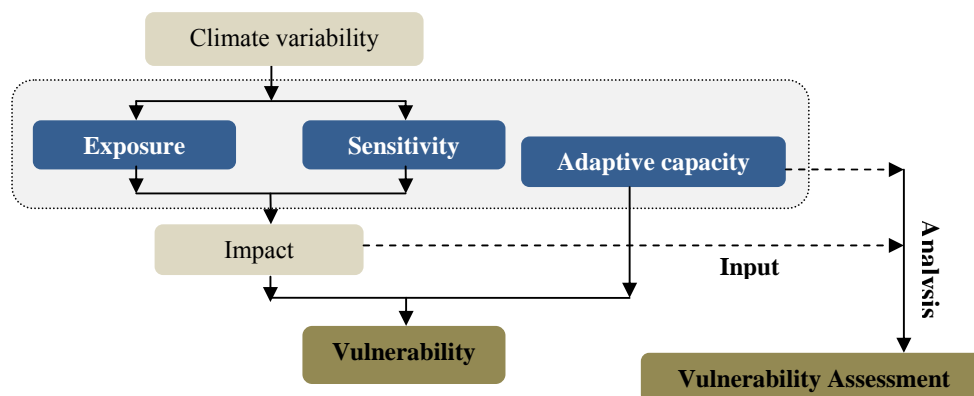 Climate variability
Exposure
Sensitivity
Adaptive capacity
Impact
Input
Analysis
Vulnerability
Vulnerability Assessment